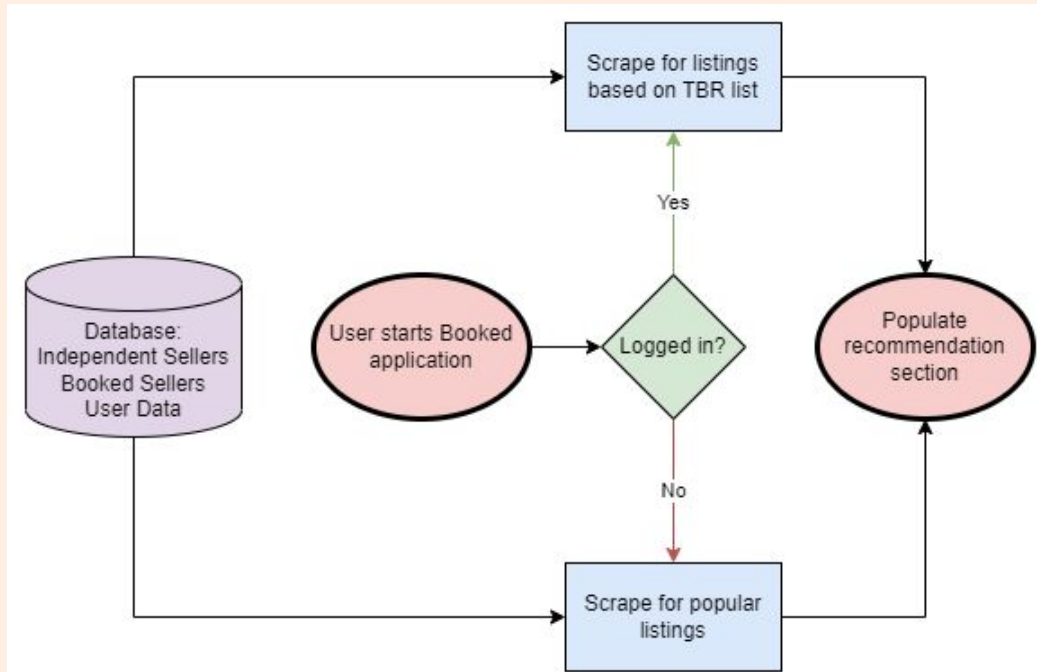 Scrape for listings
based on TBR list
Yes
Database:
Independent Sellers
Booked Sellers
User Data
User starts Booked
application
Logged in?
Populate
recommendation
section
No
Scrape for popular
listings